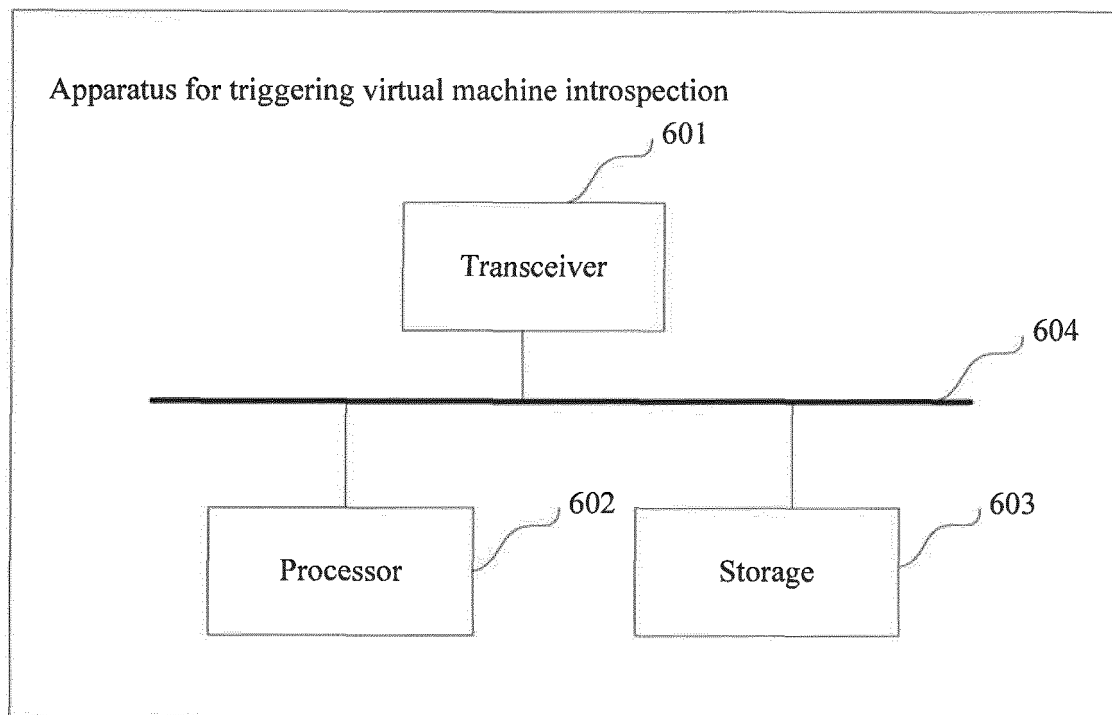 Apparatus for triggering virtual machine introspection
601
Transceiver
604
602
603
Processor
Storage